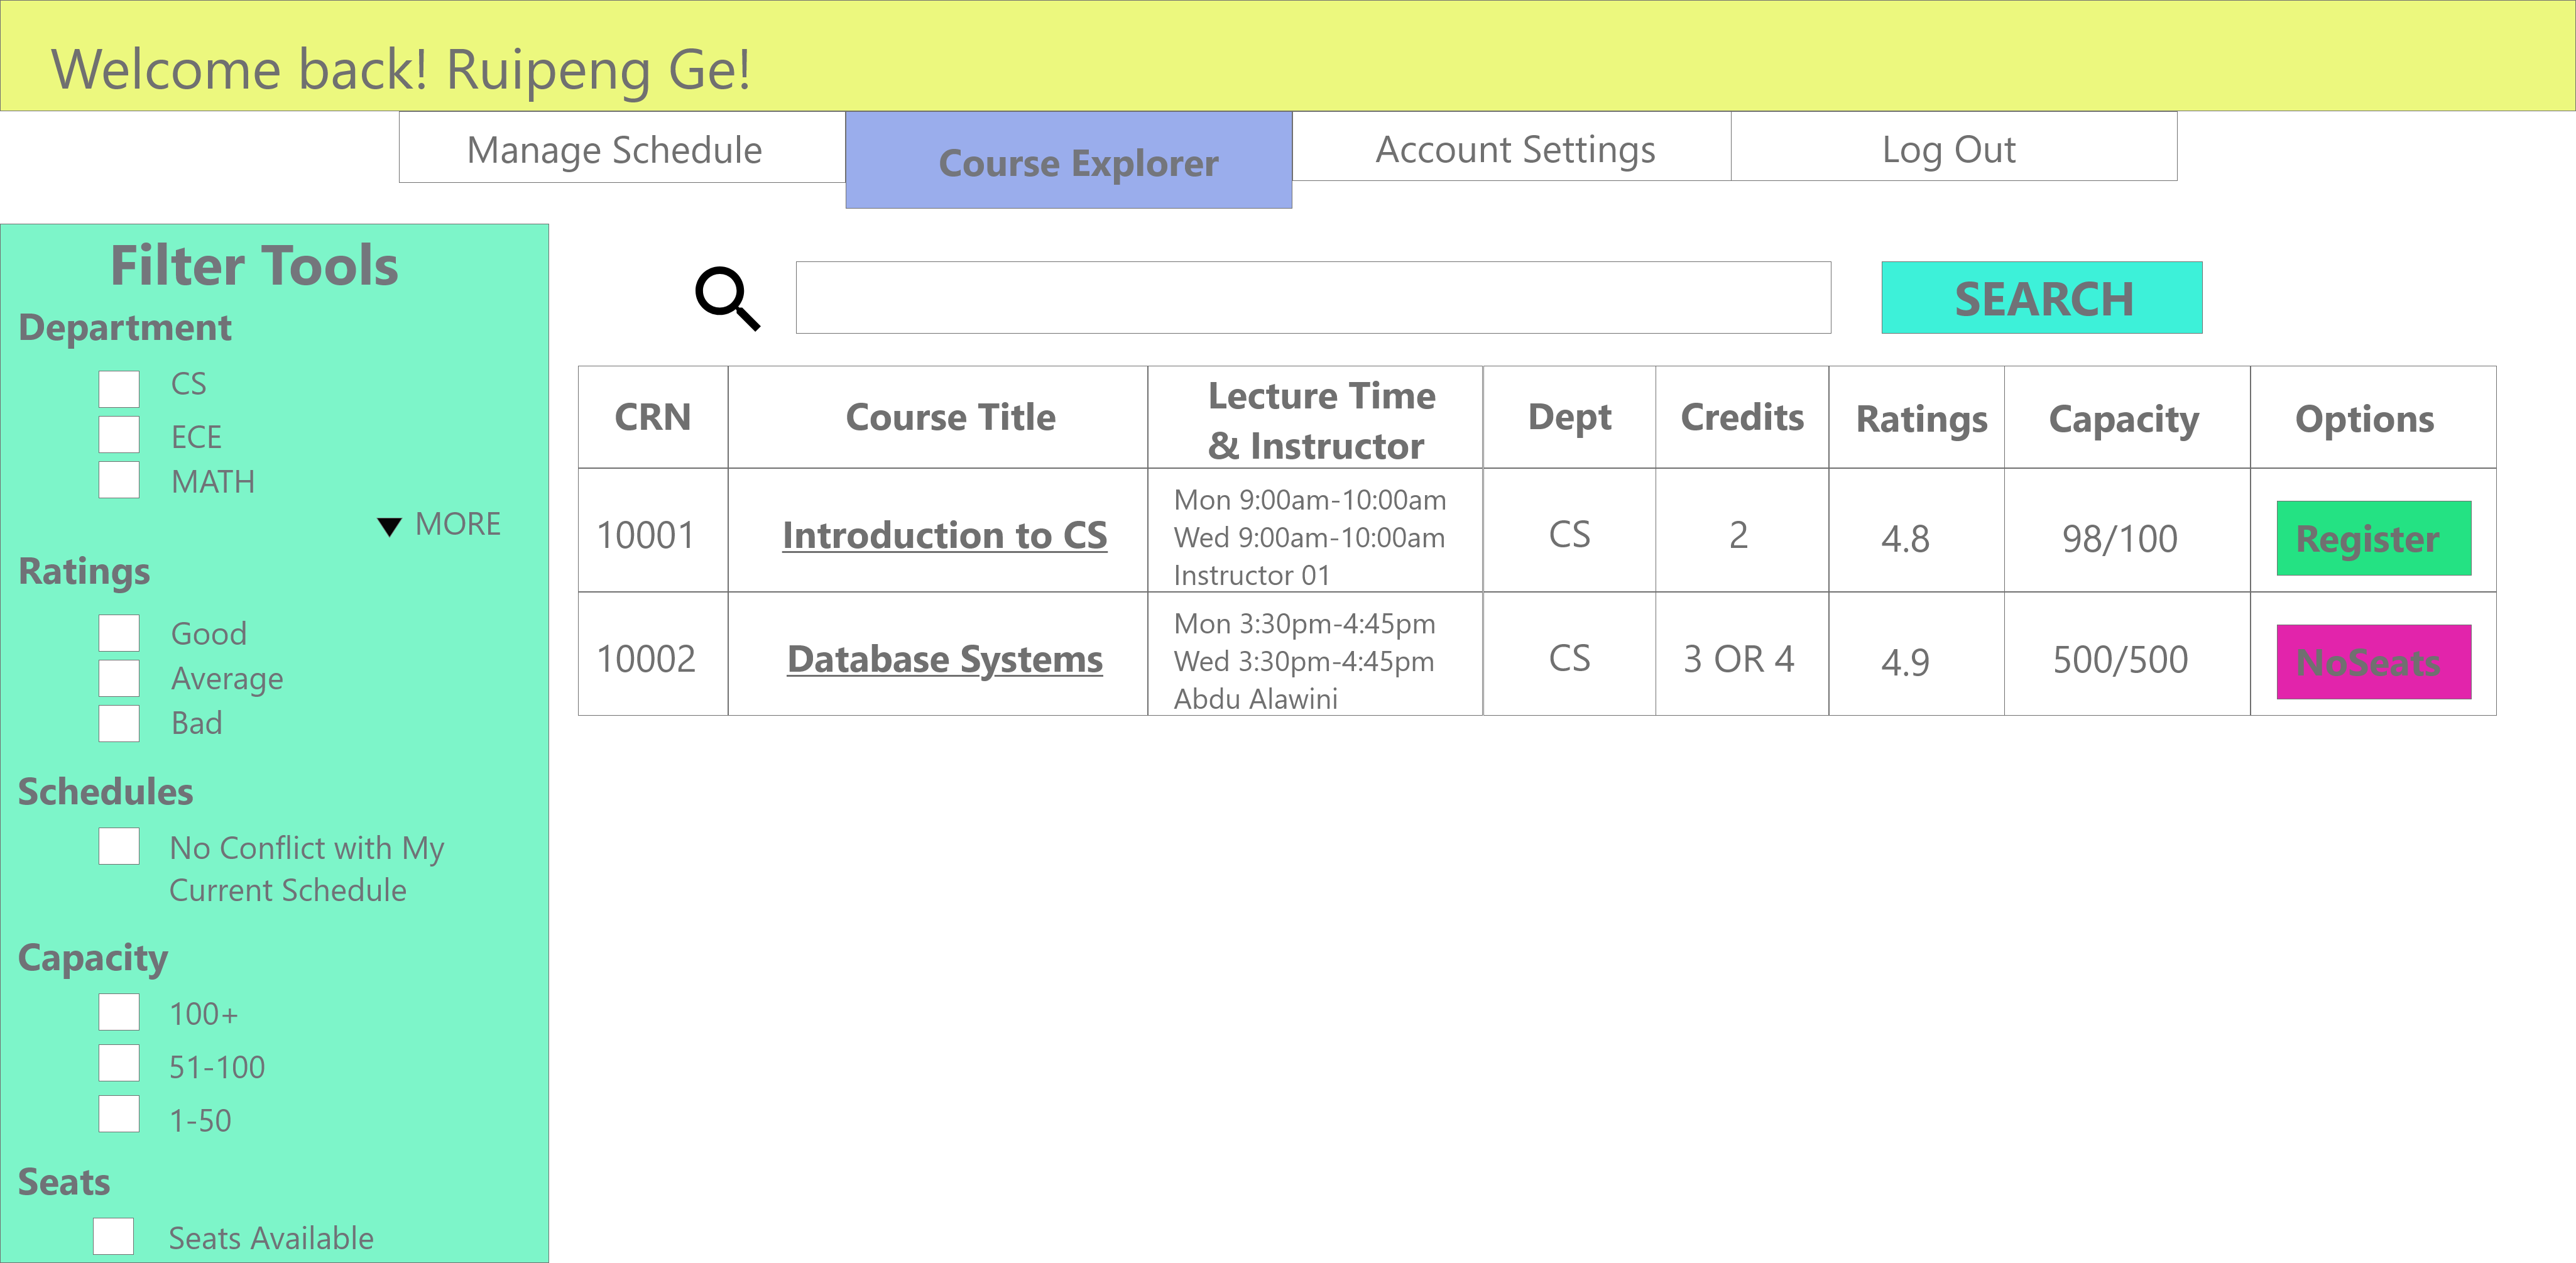 Welcome back! Ruipeng Ge!
Manage Schedule
Course Explorer
Account Settings
Log Out
Filter Tools
Department
CS
ECE
MATH
MORE
Ratings
Good
Average
Bad
Schedules
No Conflict with My
Current Schedule
Capacity
100+
51-100
1-50
Seats
Seats Available
SEARCH
CRN
Course Title
Lecture Time
& Instructor
Dept
Credits
Ratings
Capacity
Options
10001
Introduction to CS
Mon 9:00am-10:00am
Wed 9:00am-10:00am
Instructor 01
CS
2
4.8
98/100
Register
10002
Database Systems
Mon 3:30pm-4:45pm
Wed 3:30pm-4:45pm
Abdu Alawini
CS
3 OR 4
4.9
500/500
NoSeats